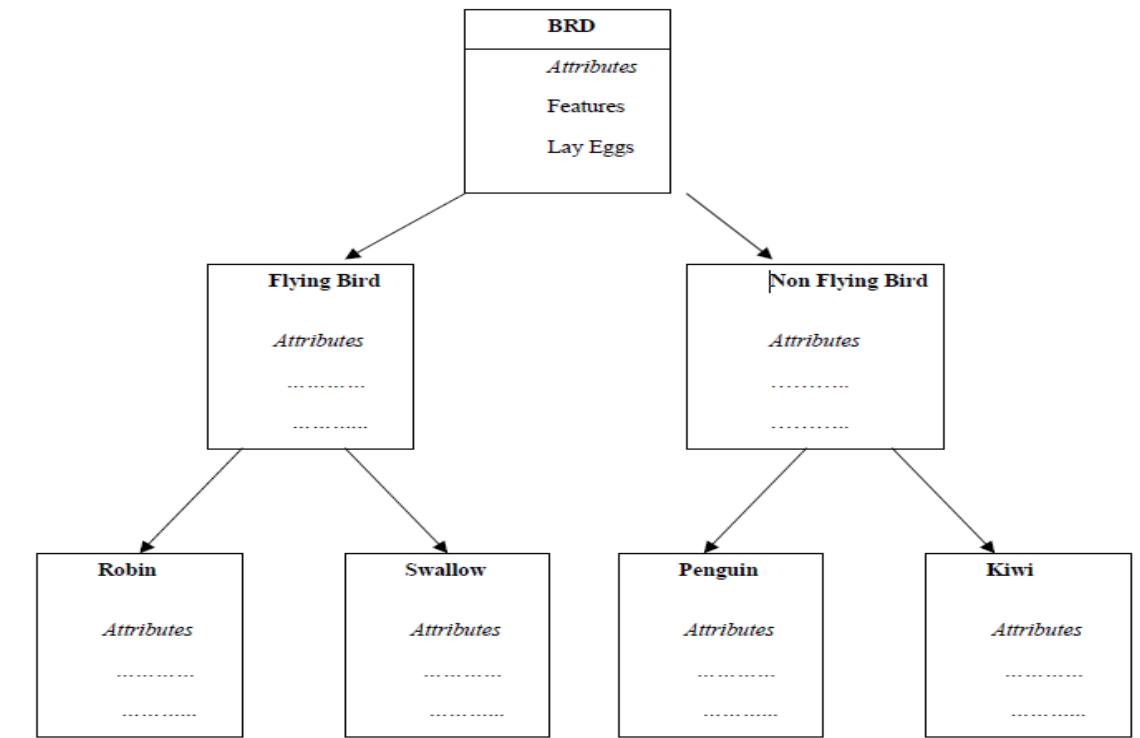 BRD
Attributes
Features
Lay Eggs
Flying Bird
Non Flying Bird
Attributes
Attributes
…………
…………
………...
………...
Robin
Swallow
Penguin
Kiwi
Attributes
Attributes
Attributes
Attributes
…………
…………
…………
…………
………...
………...
………...
………...